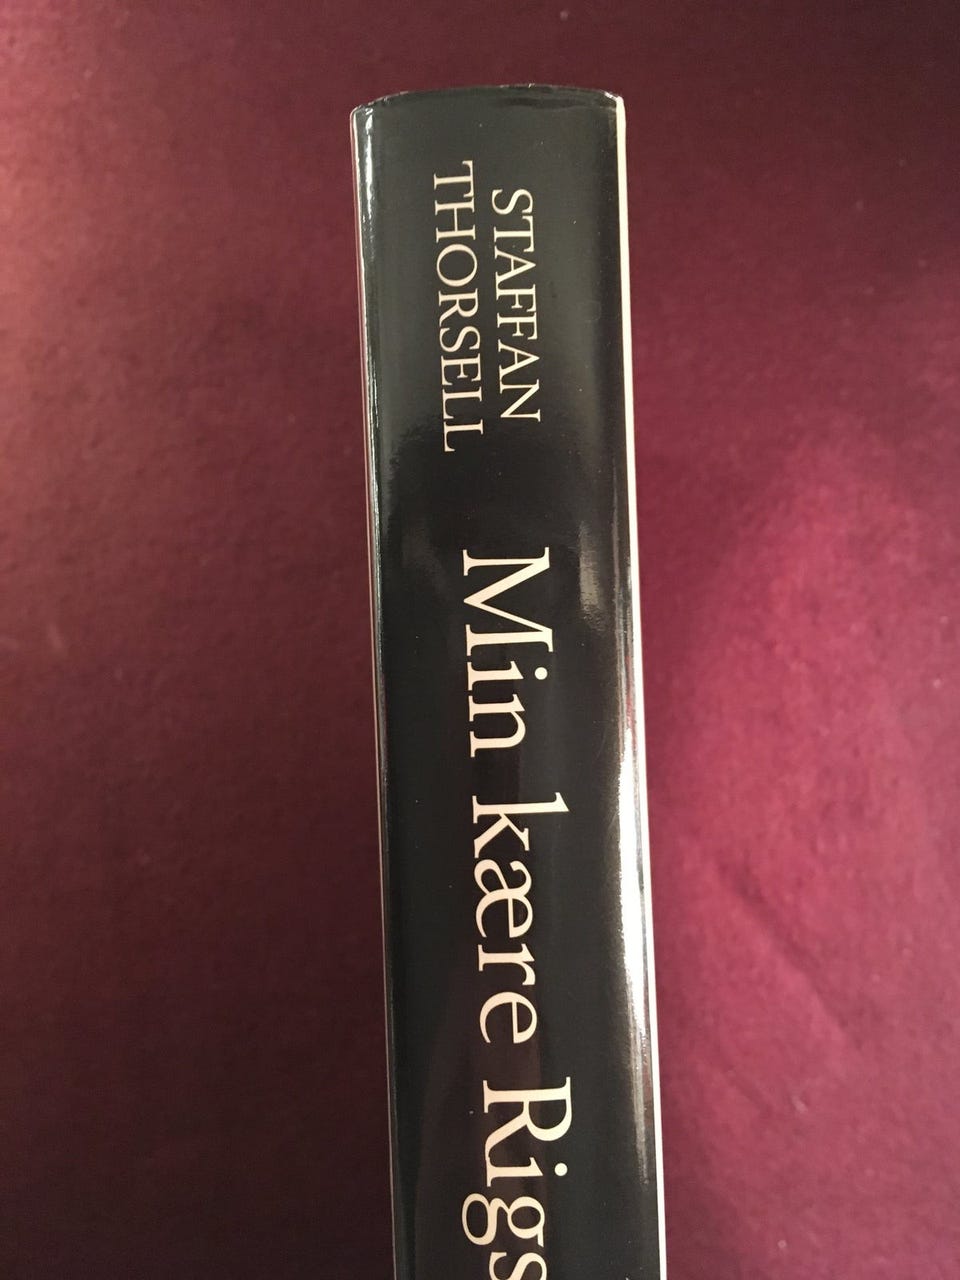 STAFFAN
THORSELL
Min kære Rigs